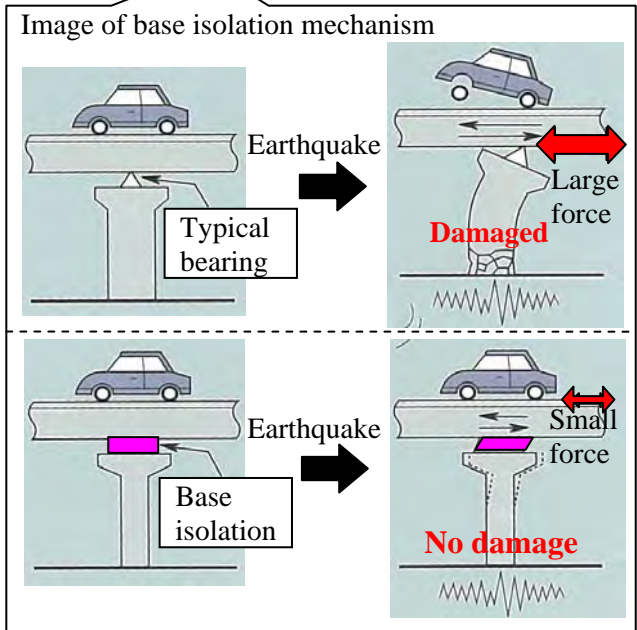 Image of base isolation mechanism
Earthquake
Typical
bearing
Large
force
Damaged
Earthquake
Base
isolation
Small
force
No damage